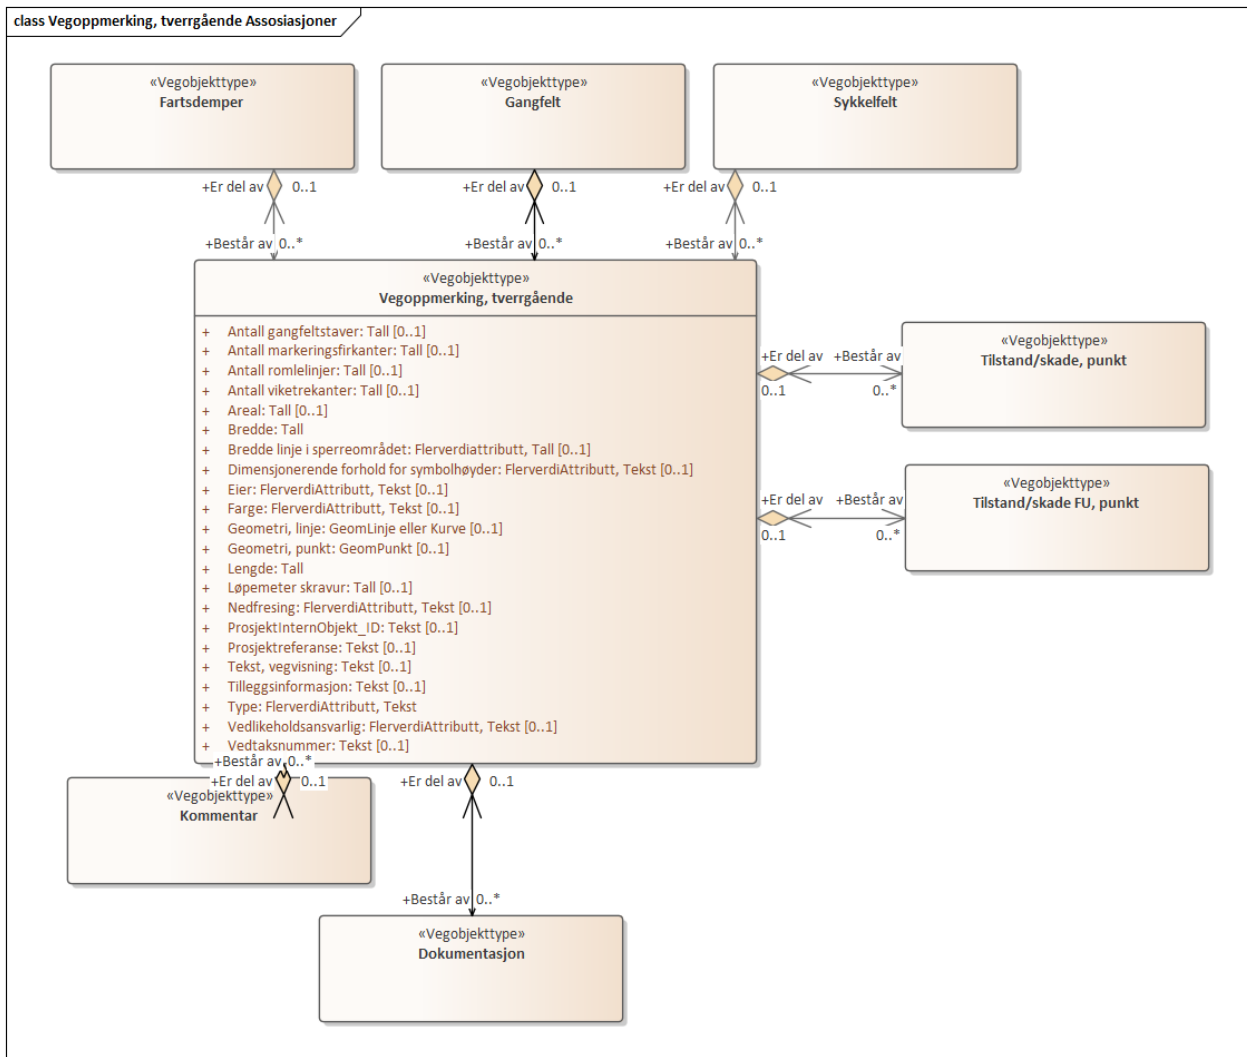 class Vegoppmerking, tverrgående Assosiasjoner
«Vegobjekttype»
Fartsdemper
«Vegobjekttype»
Gangfelt
«Vegobjekttype»
Sykkelfelt
+Er del av 0..1
+Er del av 0..1
+Er del av 0..1
+Består av 0..*
+Består av 0..*
+Består av 0..*
«Vegobjekttype»
Vegoppmerking, tverrgående
+ Antall gangfeltstaver: Tall [0..1]
+ Antall markeringsfirkanter: Tall [0..1]
+ Antall romlelinjer: Tall [0..1]
+ Antall viketrekanter: Tall [0..1]
+ Areal: Tall [0..1]
+ Bredde: Tall
+ Bredde linje i sperreområdet: Flerverdiattributt, Tall [0..1]
+ Dimensjonerende forhold for symbolhøyder: FlerverdiAttributt, Tekst [0..1]
+ Eier: FlerverdiAttributt, Tekst [0..1]
+ Farge: FlerverdiAttributt, Tekst [0..1]
+ Geometri, linje: GeomLinje eller Kurve [0..1]
+ Geometri, punkt: GeomPunkt [0..1]
+ Lengde: Tall
+ Løpemeter skravur: Tall [0..1]
+ Nedfresing: FlerverdiAttributt, Tekst [0..1]
+ ProsjektInternObjekt_ID: Tekst [0..1]
+ Prosjektreferanse: Tekst [0..1]
+ Tekst, vegvisning: Tekst [0..1]
+ Tilleggsinformasjon: Tekst [0..1]
+ Type: FlerverdiAttributt, Tekst
+ Vedlikeholdsansvarlig: FlerverdiAttributt, Tekst [0..1]
+ Vedtaksnummer: Tekst [0..1]
+Er del av +Består av
0..1 0..*
«Vegobjekttype»
Tilstand/skade, punkt
+Er del av +Består av
0..1 0..*
«Vegobjekttype»
Tilstand/skade FU, punkt
+Består av 0..*
+Er del av 0..1
«Vegobjekttype»
Kommentar
+Er del av 0..1
+Består av 0..*
«Vegobjekttype»
Dokumentasjon